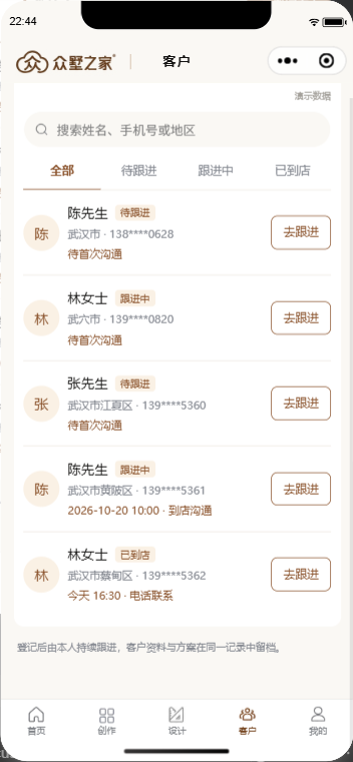 22:44
众墅之家
客户
演示数据
搜索姓名、手机号或地区
全部
待跟进
跟进中
已到店
陈
陈先生
待跟进
武汉市 · 138****0628
待首次沟通
去跟进
林
林女士
跟进中
武穴市 · 139****0820
待首次沟通
去跟进
张
张先生
待跟进
武汉市江夏区 · 139****5360
待首次沟通
去跟进
陈
陈先生
跟进中
武汉市黄陂区 · 139****5361
2026-10-20 10:00 · 到店沟通
去跟进
林
林女士
已到店
武汉市蔡甸区 · 139****5362
今天 16:30 · 电话联系
去跟进
登记后由本人持续跟进，客户资料与方案在同一记录中留档。
首页
创作
设计
客户
我的